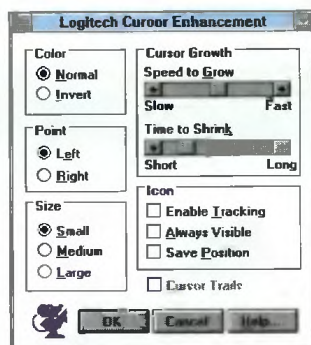 Logitech Cursor Enhancement
Color
Normal
Invert
Point
Left
Right
Size
Small
Medium
Large
Cursor Growth
Speed to Grow
Slow Fast
Time to Shrink
Short Long
Icon
Enable Tracking
Always Visible
Save Position
Cursor Trails
OK Cancel Help...